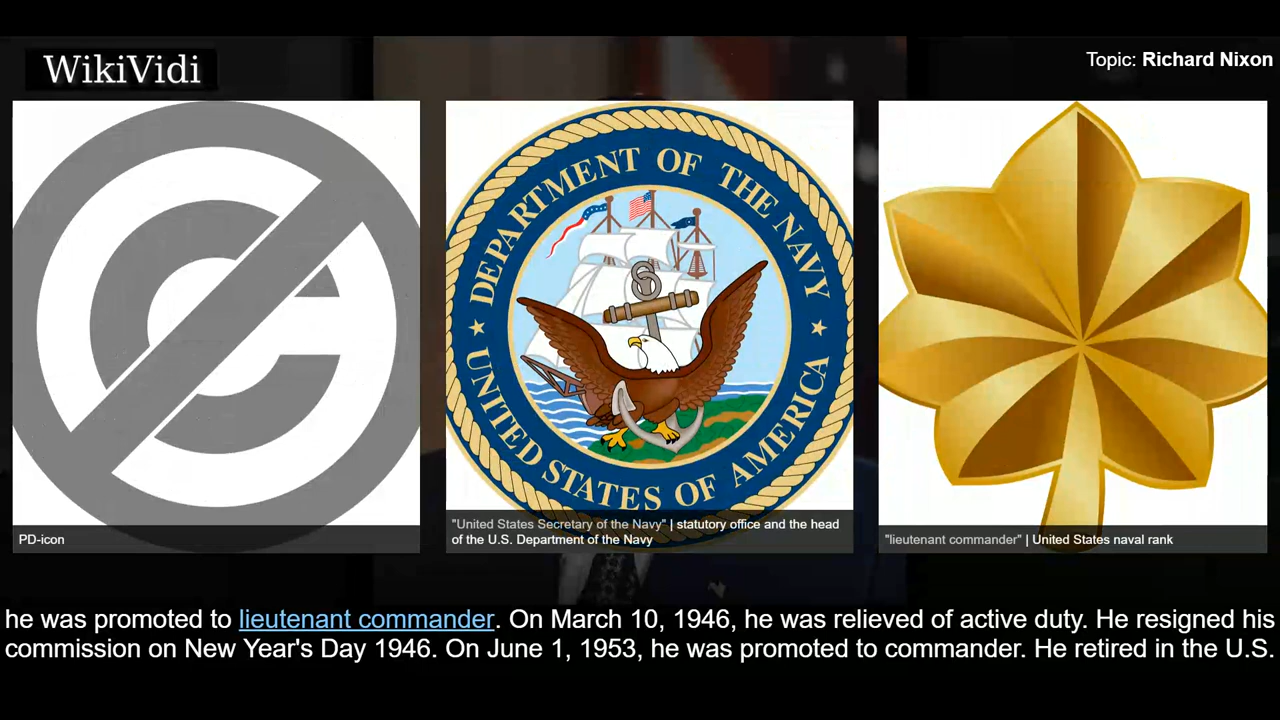 WikiVidi
Topic: Richard Nixon
DEPARTMENT OF THE NAVY
★ UNITED STATES OF AMERICA ★
PD-icon
"United States Secretary of the Navy" | statutory office and the head
of the U.S. Department of the Navy
"lieutenant commander" | United States naval rank
he was promoted to lieutenant commander. On March 10, 1946, he was relieved of active duty. He resigned his
commission on New Year's Day 1946. On June 1, 1953, he was promoted to commander. He retired in the U.S.